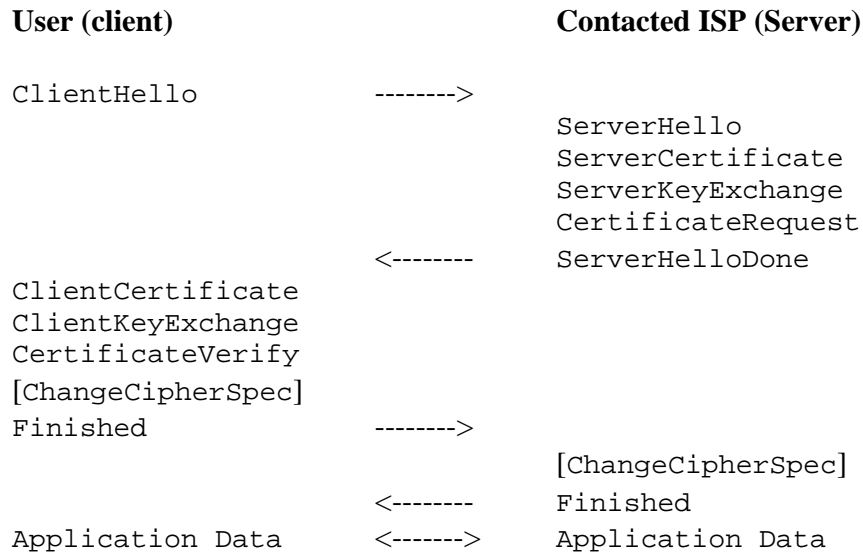 User (client) Contacted ISP (Server)
ClientHello -------->
ServerHello
ServerCertificate
ServerKeyExchange
CertificateRequest
<-------- ServerHelloDone
ClientCertificate
ClientKeyExchange
CertificateVerify
[ChangeCipherSpec]
Finished -------->
[ChangeCipherSpec]
<-------- Finished
Application Data <-------> Application Data